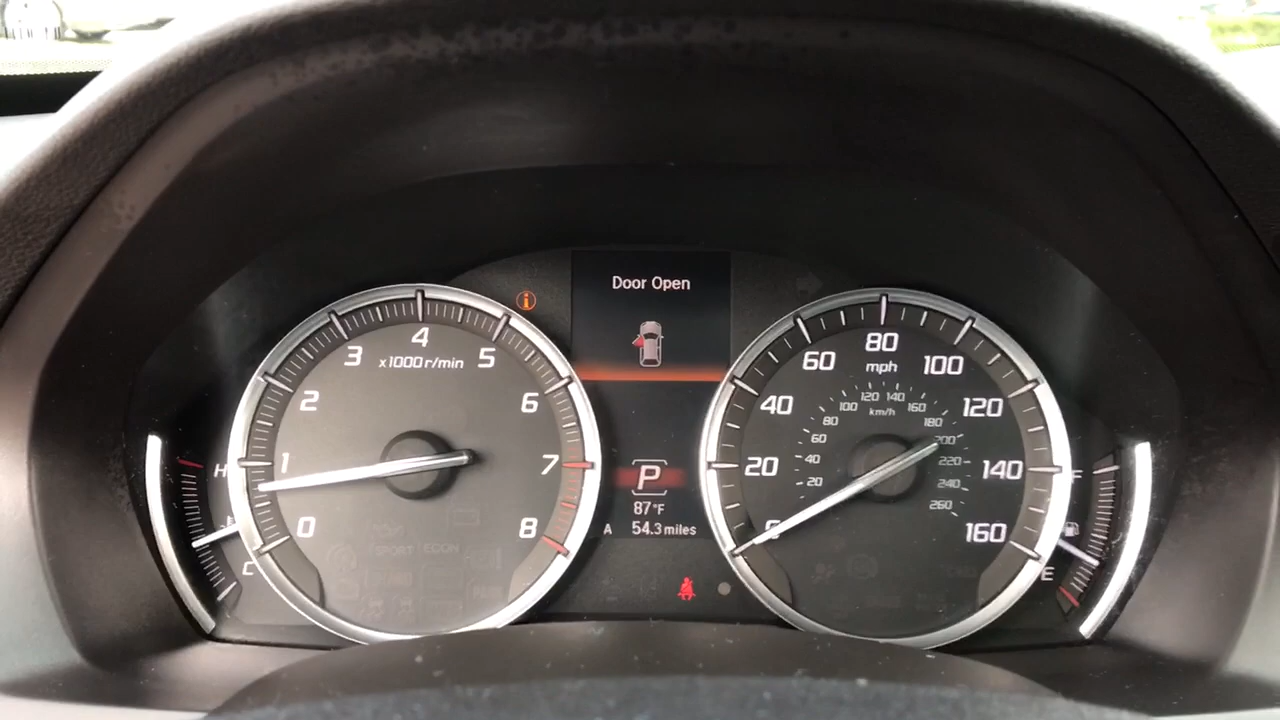 Door Open
P
87°F
A 54.3 miles
0
1
2
3
4
5
6
7
8
x1000 r/min
20
40
60
80
100
120
140
160
mph
20
40
60
80
100
120
140
160
180
200
220
240
260
km/h
H
C
F
E
i
SPORT ECON